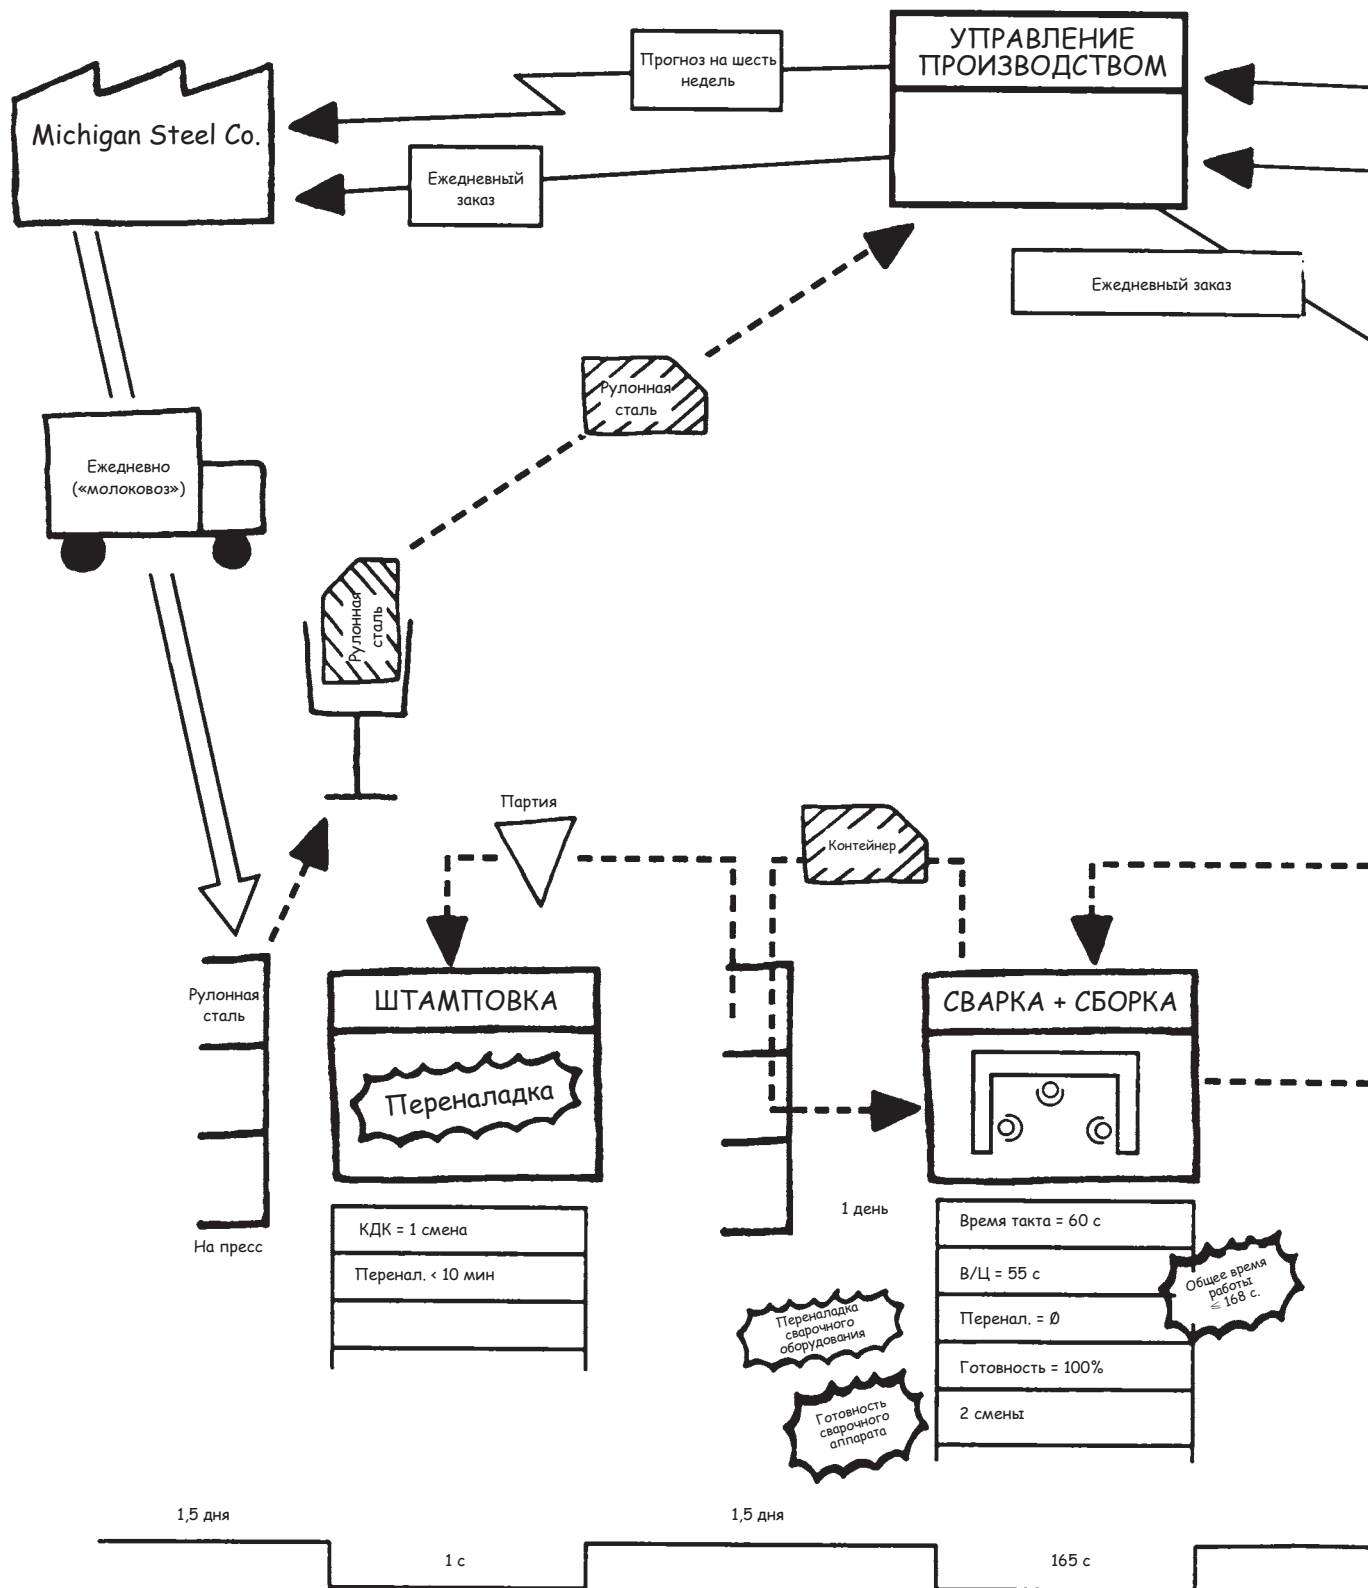 УПРАВЛЕНИЕ
ПРОИЗВОДСТВОМ
Прогноз на шесть
недель
Michigan Steel Co.
Ежедневный
заказ
Ежедневный заказ
Рулонная
сталь
Ежедневно
(«молоковоз»)
Рулонная
сталь
Партия
Контейнер
Рулонная
сталь
ШТАМПОВКА
СВАРКА + СБОРКА
Переналадка
На пресс
КДК = 1 смена
Перенал. < 10 мин
1 день
Время такта = 60 с
В/Ц = 55 с
Перенал. = Ø
Готовность = 100%
2 смены
Общее время
работы
≦ 168 с.
Переналадка
сварочного
оборудования
Готовность
сварочного
аппарата
1,5 дня
1,5 дня
1 с
165 с